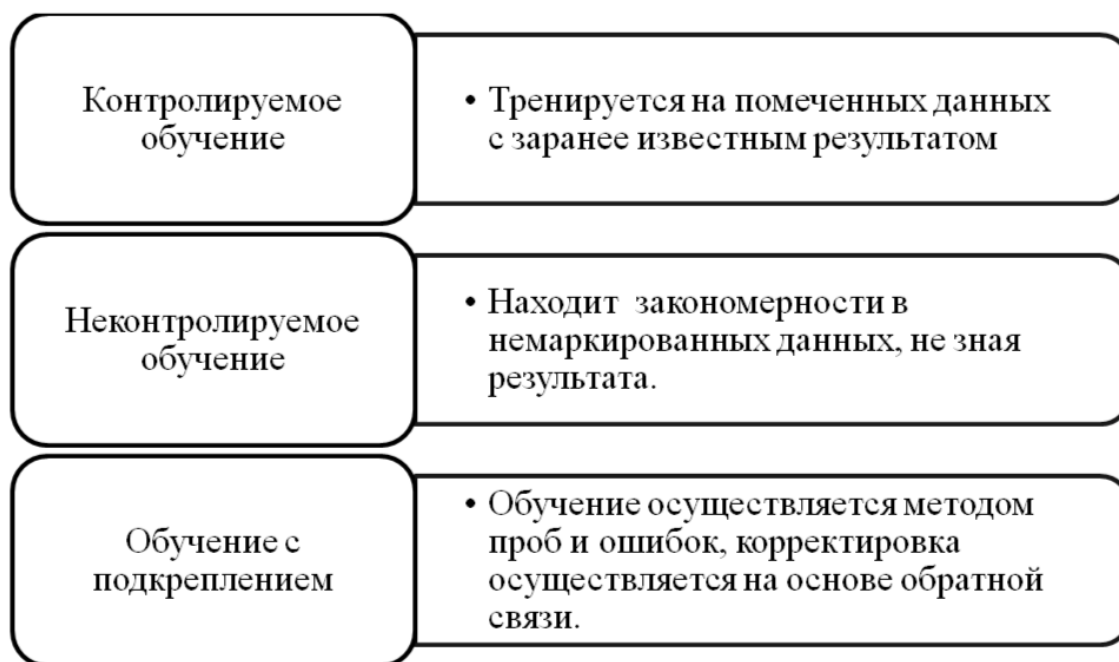 Контролируемое
обучение
• Тренируется на помеченных данных
с заранее известным результатом
Неконтролируемое
обучение
• Находит закономерности в
немаркированных данных, не зная
результата.
Обучение с
подкреплением
• Обучение осуществляется методом
проб и ошибок, корректировка
осуществляется на основе обратной
связи.